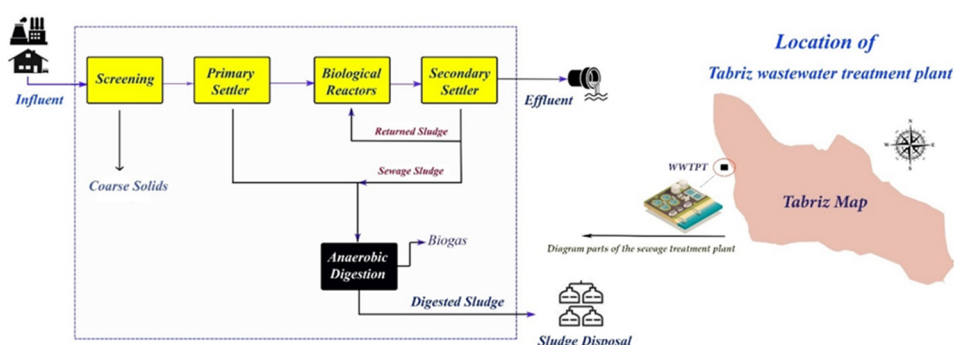 Influent
Screening
Primary
Settler
Biological
Reactors
Secondary
Settler
Effluent
Returned Sludge
Sewage Sludge
Coarse Solids
Anaerobic
Digestion
Biogas
Digested Sludge
Sludge Disposal
Location of
Tabriz wastewater treatment plant
N
W
E
S
WWTPT
Tabriz Map
Diagram parts of the sewage treatment plant